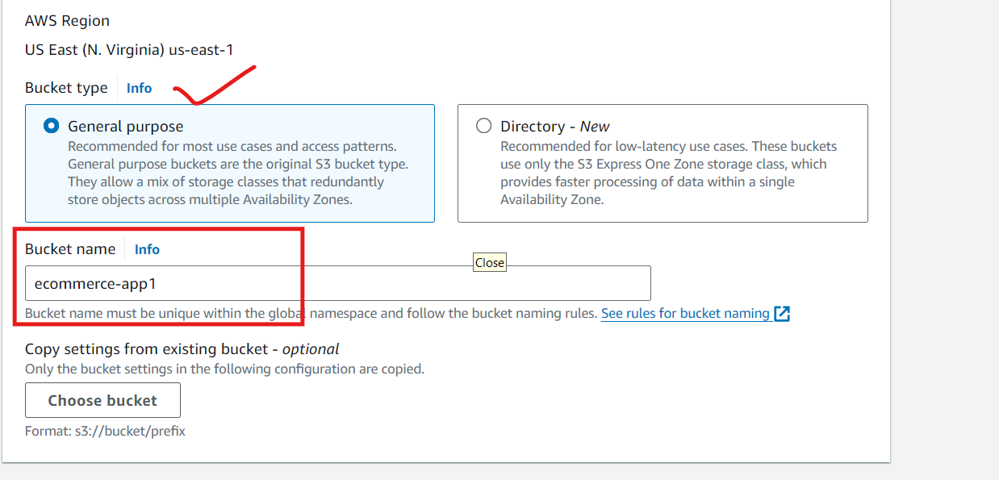 AWS Region
US East (N. Virginia) us-east-1
Bucket type Info
General purpose
Recommended for most use cases and access patterns.
General purpose buckets are the original S3 bucket type.
They allow a mix of storage classes that redundantly
store objects across multiple Availability Zones.
Directory - New
Recommended for low-latency use cases. These buckets
use only the S3 Express One Zone storage class, which
provides faster processing of data within a single
Availability Zone.
Bucket name Info
Close
ecommerce-app1
Bucket name must be unique within the global namespace and follow the bucket naming rules. See rules for bucket naming
Copy settings from existing bucket - optional
Only the bucket settings in the following configuration are copied.
Choose bucket
Format: s3://bucket/prefix